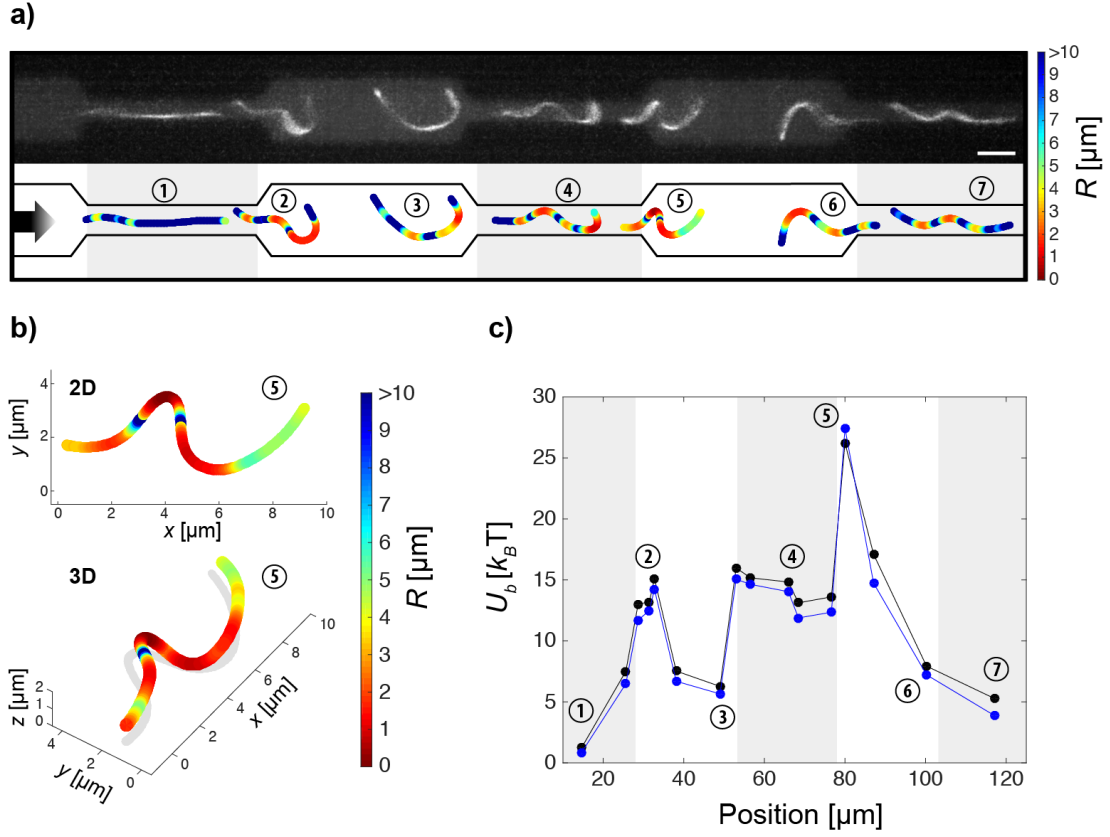 a)
① ② ③ ④ ⑤ ⑥ ⑦
>10
9
8
7
6
5
4
3
2
1
0
R [µm]
b)
2D
⑤
y [µm]
4
2
0
0 2 4 6 8 10
x [µm]
3D
⑤
z [µm]
2
1
0
y [µm]
4
2
0
x [µm]
0
2
4
6
8
10
R [µm]
>10
9
8
7
6
5
4
3
2
1
0
c)
U_b [k_BT]
30
25
20
15
10
5
0
① ② ③ ④ ⑤ ⑥ ⑦
20 40 60 80 100 120
Position [µm]